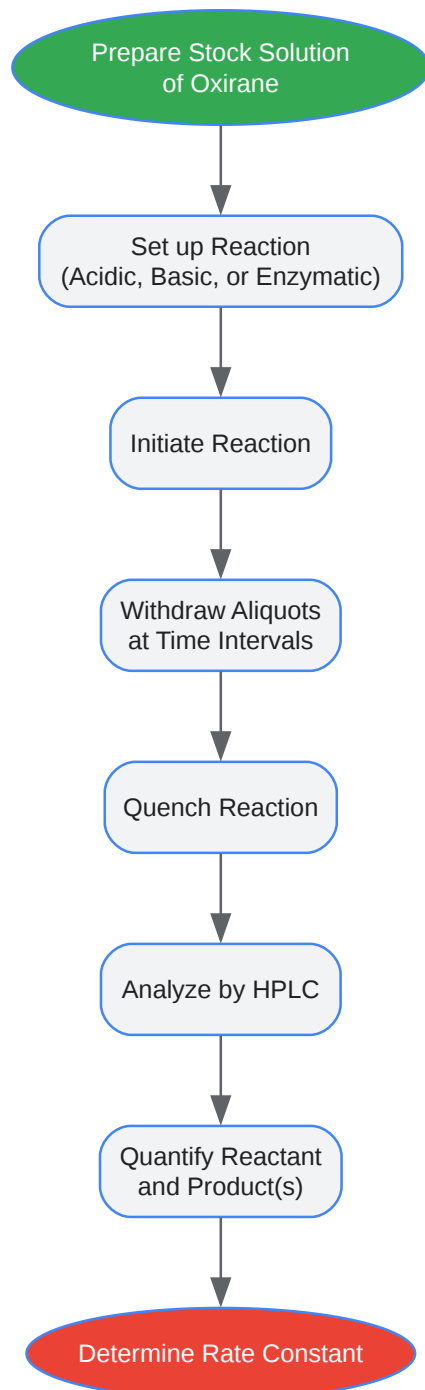 Prepare Stock Solution
of Oxirane
Set up Reaction
(Acidic, Basic, or Enzymatic)
Initiate Reaction
Withdraw Aliquots
at Time Intervals
Quench Reaction
Analyze by HPLC
Quantify Reactant
and Product(s)
Determine Rate Constant